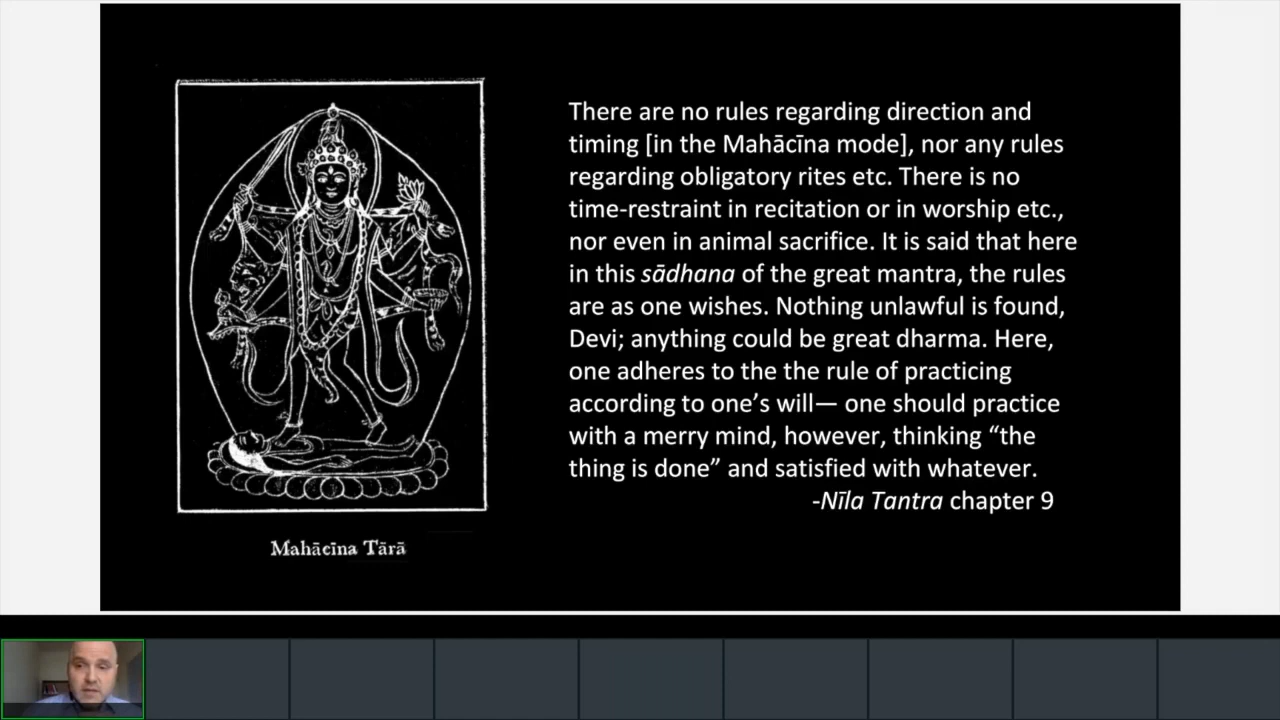 There are no rules regarding direction and
timing [in the Mahācīna mode], nor any rules
regarding obligatory rites etc. There is no
time-restraint in recitation or in worship etc.,
nor even in animal sacrifice. It is said that here
in this sādhana of the great mantra, the rules
are as one wishes. Nothing unlawful is found,
Devi; anything could be great dharma. Here,
one adheres to the the rule of practicing
according to one’s will— one should practice
with a merry mind, however, thinking “the
thing is done” and satisfied with whatever.
-Nīla Tantra chapter 9
Mahācīna Tārā